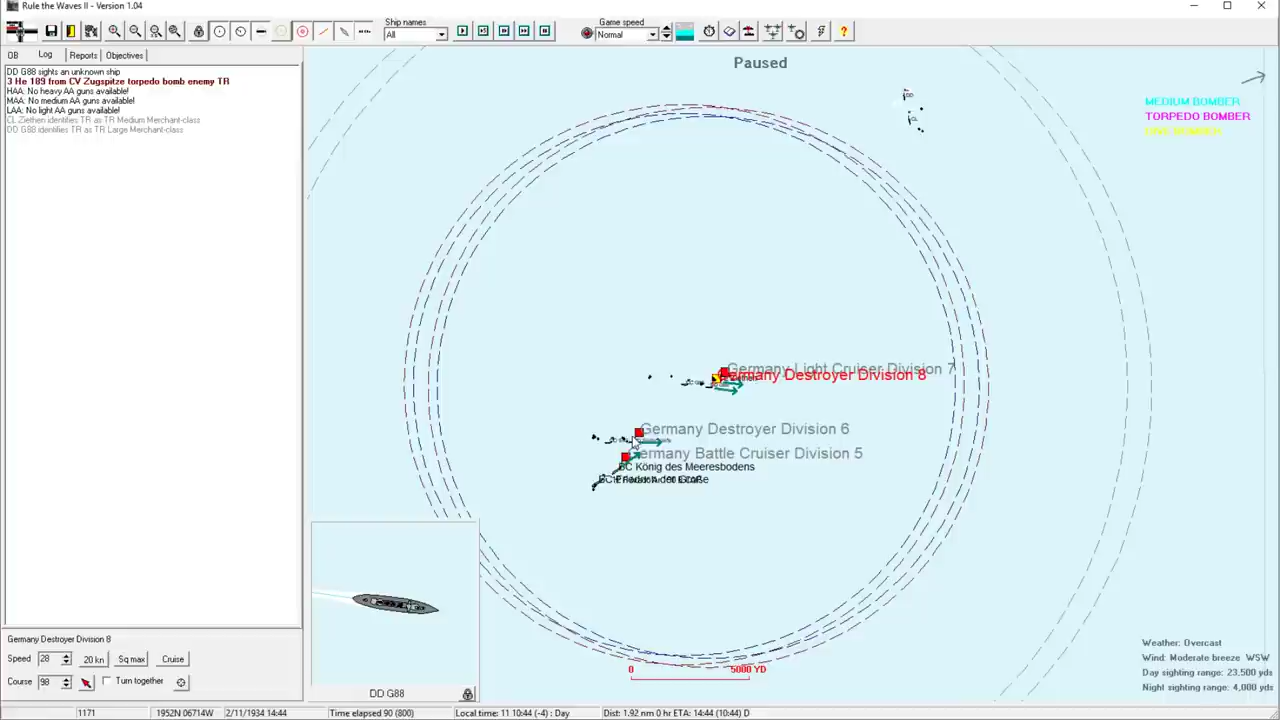 Rule the Waves II - Version 1.04
Ship names
All
Game speed
Normal
OB Log Reports Objectives
DD G88 sights an unknown ship
3 He 189 from CV Zugspitze torpedo bomb enemy TR
HAA: No heavy AA guns available!
MAA: No medium AA guns available!
LAA: No light AA guns available!
CL Ziethen identifies TR as TR Medium Merchant-class
DD G88 identifies TR as TR Large Merchant-class
Paused
MEDIUM BOMBER
TORPEDO BOMBER
DIVE BOMBER
Germany Light Cruiser Division 7
Germany Destroyer Division 8
Germany Destroyer Division 6
Germany Battle Cruiser Division 5
BC König des Meeresbodens
0 5000 YD
Weather: Overcast
Wind: Moderate breeze WSW
Day sighting range: 23,500 yds
Night sighting range: 4,000 yds
DD G88
Germany Destroyer Division 8
Speed 28 20 kn Sq max Cruise
Course 98 Turn together
1171 1952N 06714W 2/11/1934 14:44 Time elapsed 90 (800) Local time: 11 10:44 (-4) : Day Dist: 1.92 nm 0 hr ETA: 14:44 (10:44) D